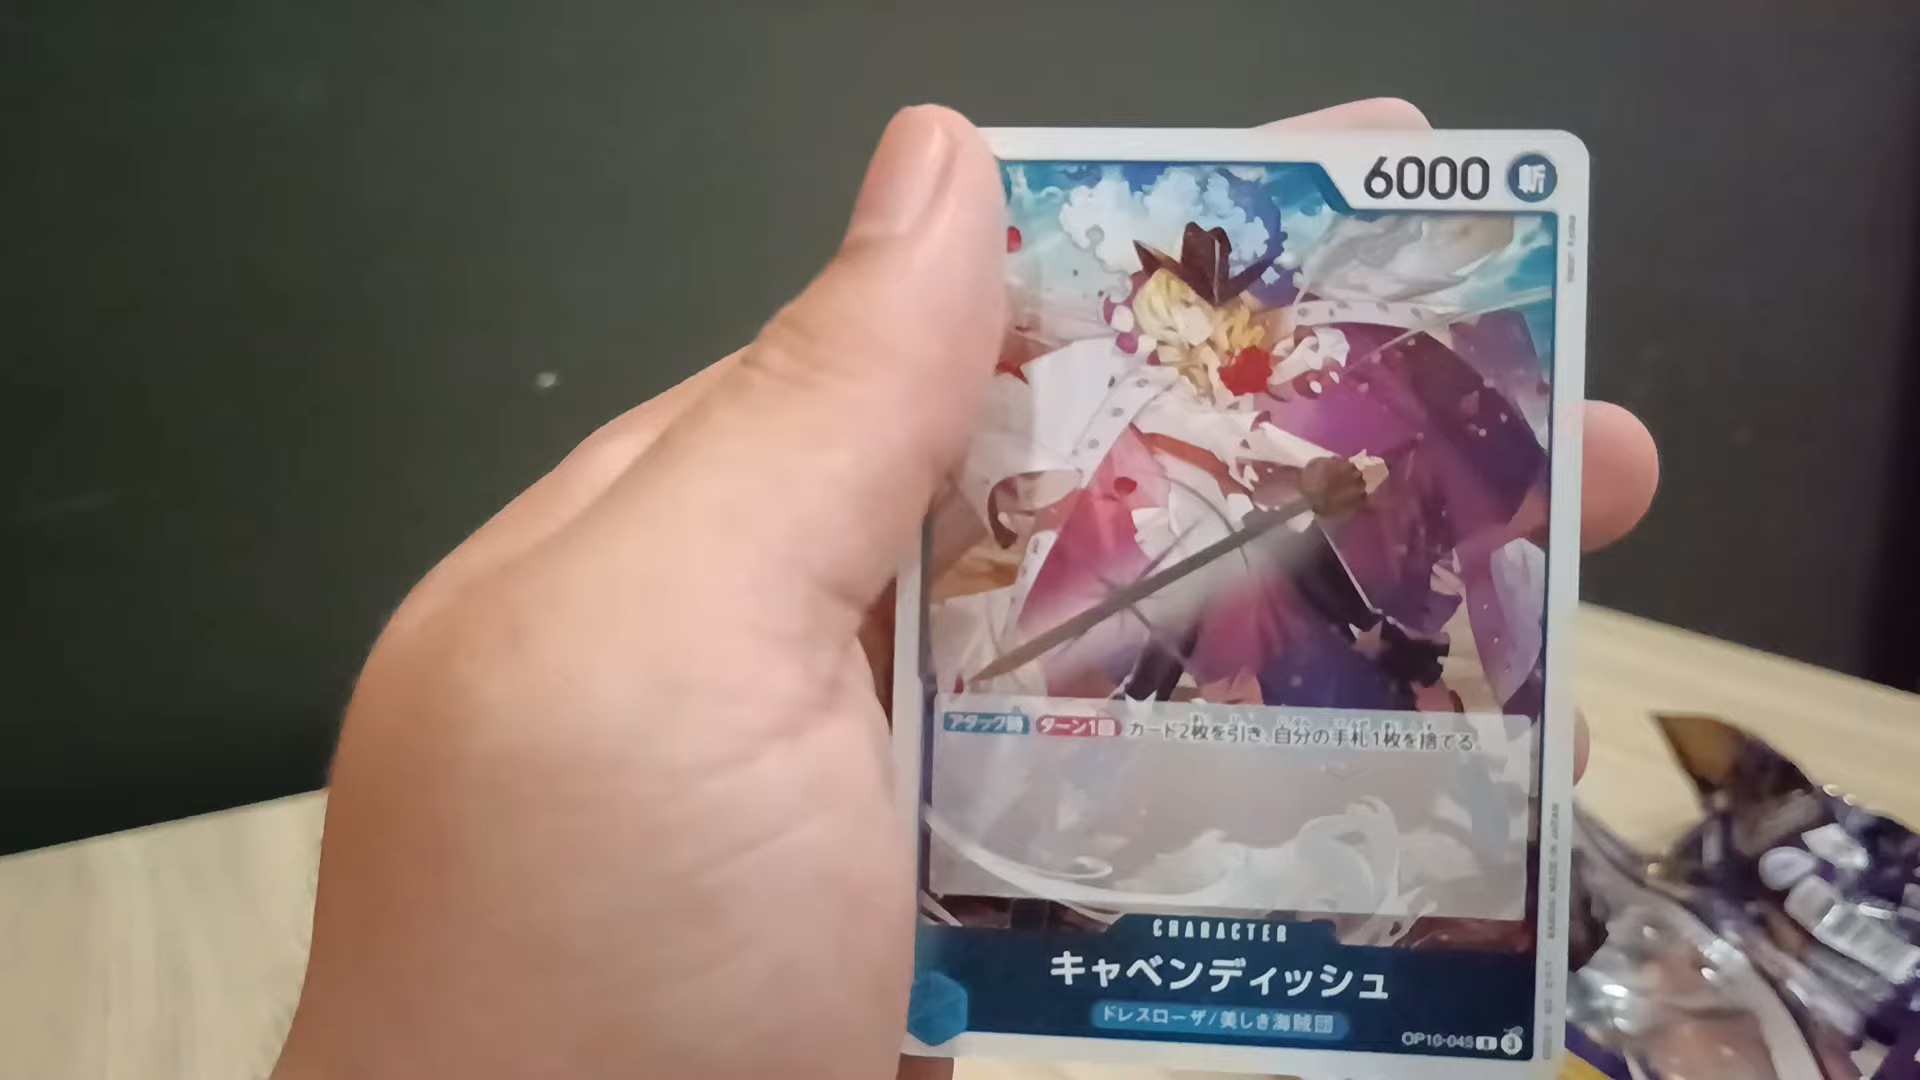 6000 斬
アタック時 ターン1回 カード2枚を引き、自分の手札1枚を捨てる。
CHARACTER
キャベンディッシュ
ドレスローザ/美しき海賊団
OP10-045 R 3